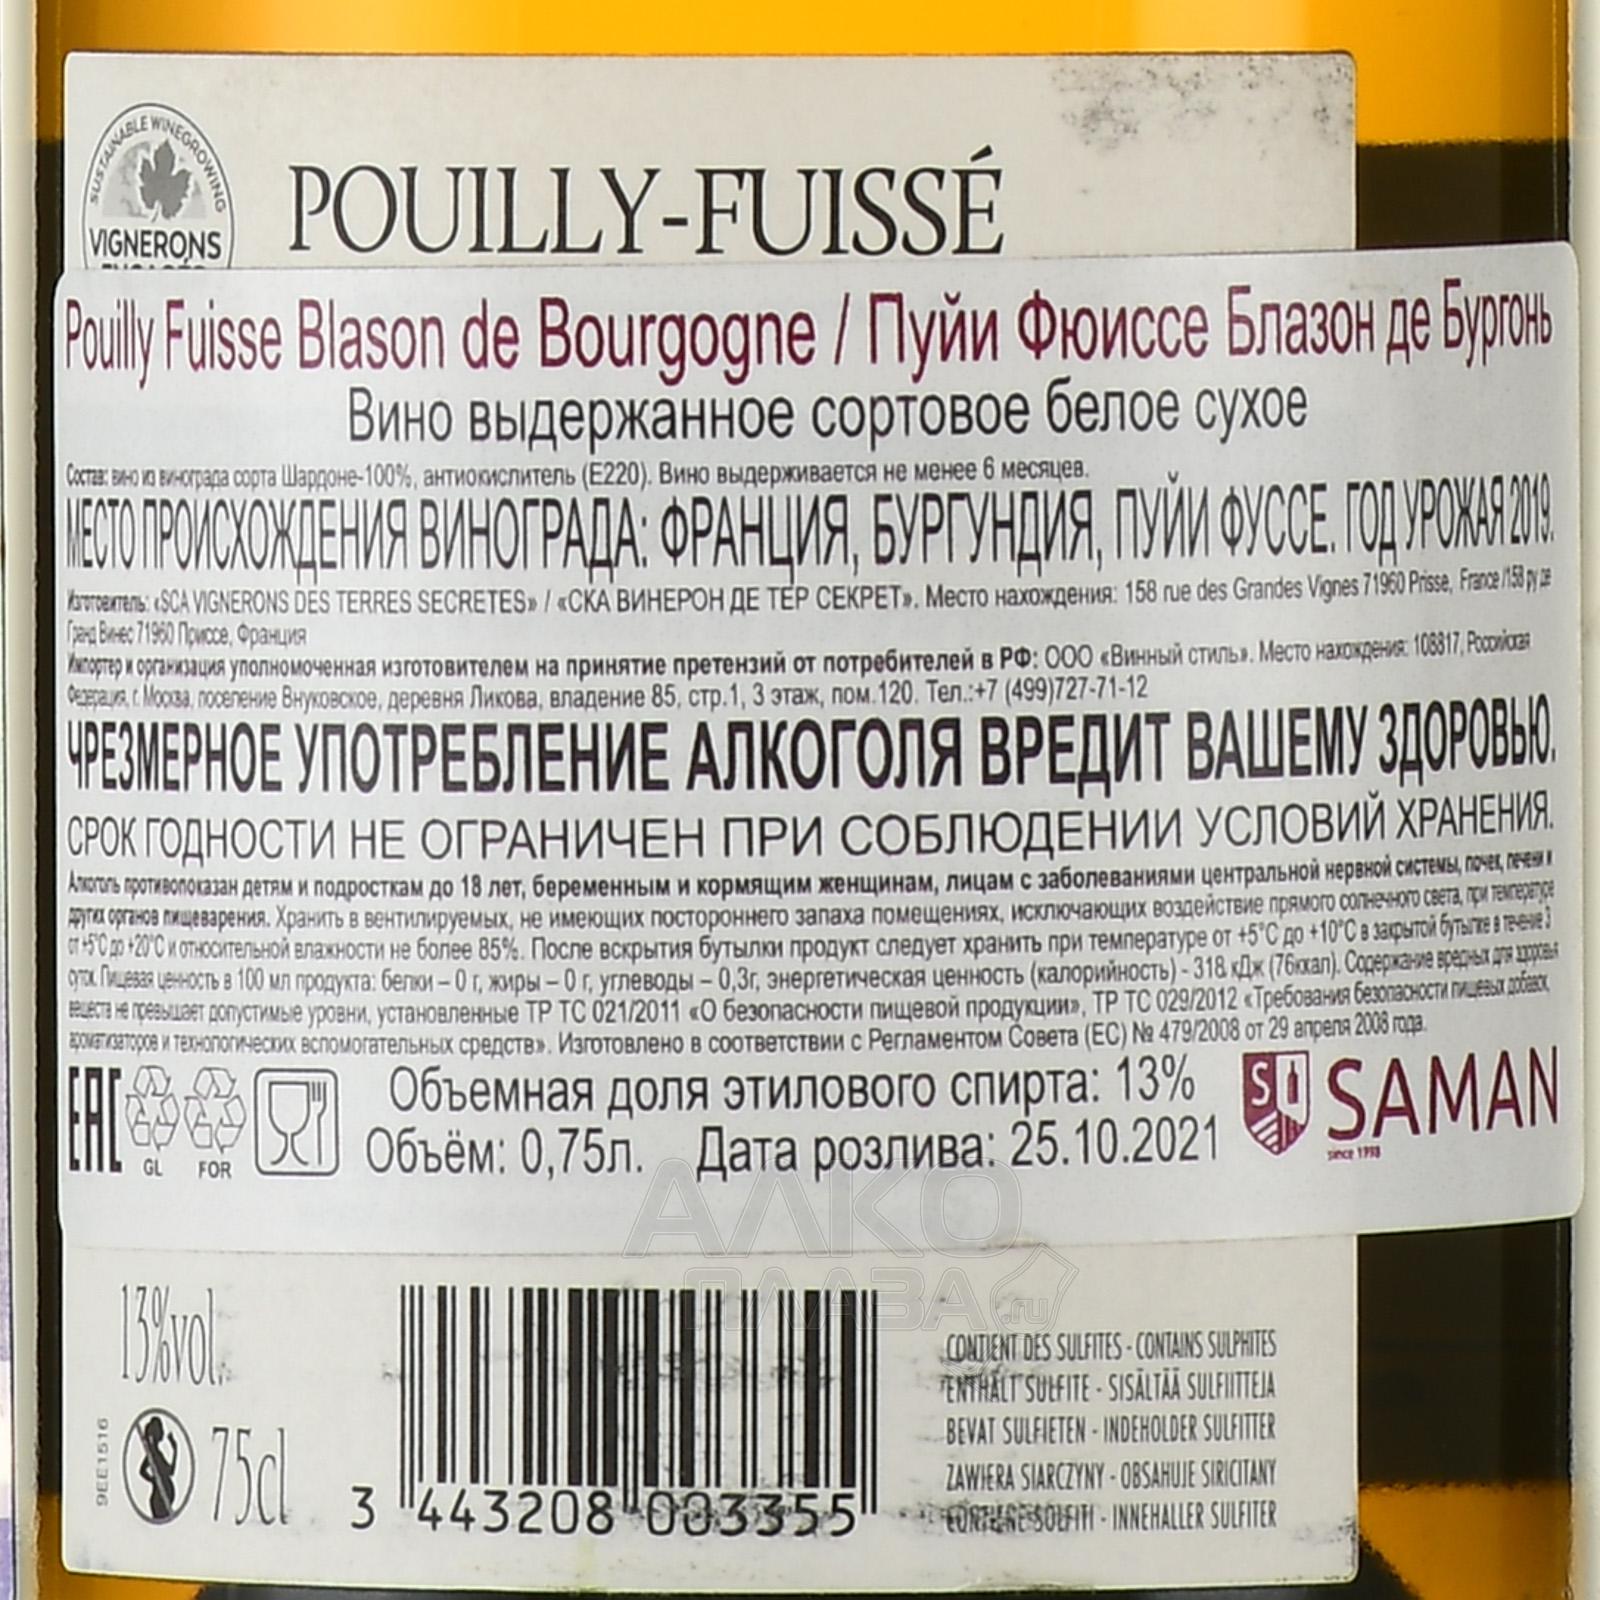 SUSTAINABLE WINEGROWING
VIGNERONS
POUILLY-FUISSÉ
Pouilly Fuisse Blason de Bourgogne / Пуйи Фюиссе Блазон де Бургонь
Вино выдержанное сортовое белое сухое
Состав: вино из винограда сорта Шардоне-100%, антиокислитель (Е220). Вино выдерживается не менее 6 месяцев.
МЕСТО ПРОИСХОЖДЕНИЯ ВИНОГРАДА: ФРАНЦИЯ, БУРГУНДИЯ, ПУЙИ ФУССЕ. ГОД УРОЖАЯ 2019.
Изготовитель: «SCA VIGNERONS DES TERRES SECRETES» / «СКА ВИНЕРОН ДЕ ТЕР СЕКРЕТ». Место нахождения: 158 rue des Grandes Vignes 71960 Prisse, France /158 ру де
Гранд Винес 71960 Приссе, Франция
Импортер и организация уполномоченная изготовителем на принятие претензий от потребителей в РФ: ООО «Винный стиль». Место нахождения: 108817, Российская
Федерация, г. Москва, поселение Внуковское, деревня Ликова, владение 85, стр.1, 3 этаж, пом.120. Тел.:+7 (499)727-71-12
ЧРЕЗМЕРНОЕ УПОТРЕБЛЕНИЕ АЛКОГОЛЯ ВРЕДИТ ВАШЕМУ ЗДОРОВЬЮ.
СРОК ГОДНОСТИ НЕ ОГРАНИЧЕН ПРИ СОБЛЮДЕНИИ УСЛОВИЙ ХРАНЕНИЯ.
Алкоголь противопоказан детям и подросткам до 18 лет, беременным и кормящим женщинам, лицам с заболеваниями центральной нервной системы, почек, печени и
других органов пищеварения. Хранить в вентилируемых, не имеющих постороннего запаха помещениях, исключающих воздействие прямого солнечного света, при температуре
от +5°С до +20°С и относительной влажности не более 85%. После вскрытия бутылки продукт следует хранить при температуре от +5°С до +10°С в закрытой бутылке в течение 3
суток. Пищевая ценность в 100 мл продукта: белки – 0 г, жиры – 0 г, углеводы – 0,3г, энергетическая ценность (калорийность) - 318 кДж (76ккал). Содержание вредных для здоровья
веществ не превышает допустимые уровни, установленные ТР ТС 021/2011 «О безопасности пищевой продукции», ТР ТС 029/2012 «Требования безопасности пищевых добавок,
ароматизаторов и технологических вспомогательных средств». Изготовлено в соответствии с Регламентом Совета (ЕС) № 479/2008 от 29 апреля 2008 года.
EAC GL FOR
Объемная доля этилового спирта: 13%
Объём: 0,75л. Дата розлива: 25.10.2021
SAMAN
since 1998
АЛКО
ПЛАЗА.ru
13%vol.
75cl
9EE1516
3 443208 003355
CONTIENT DES SULFITES - CONTAINS SULPHITES
ENTHÄLT SULFITE - SISÄLTÄÄ SULFIITTEJA
BEVAT SULFIETEN - INDEHOLDER SULFITTER
ZAWIERA SIARCZYNY - OBSAHUJE SIRICITANY
CONTIENE SOLFITI - INNEHALLER SULFITER